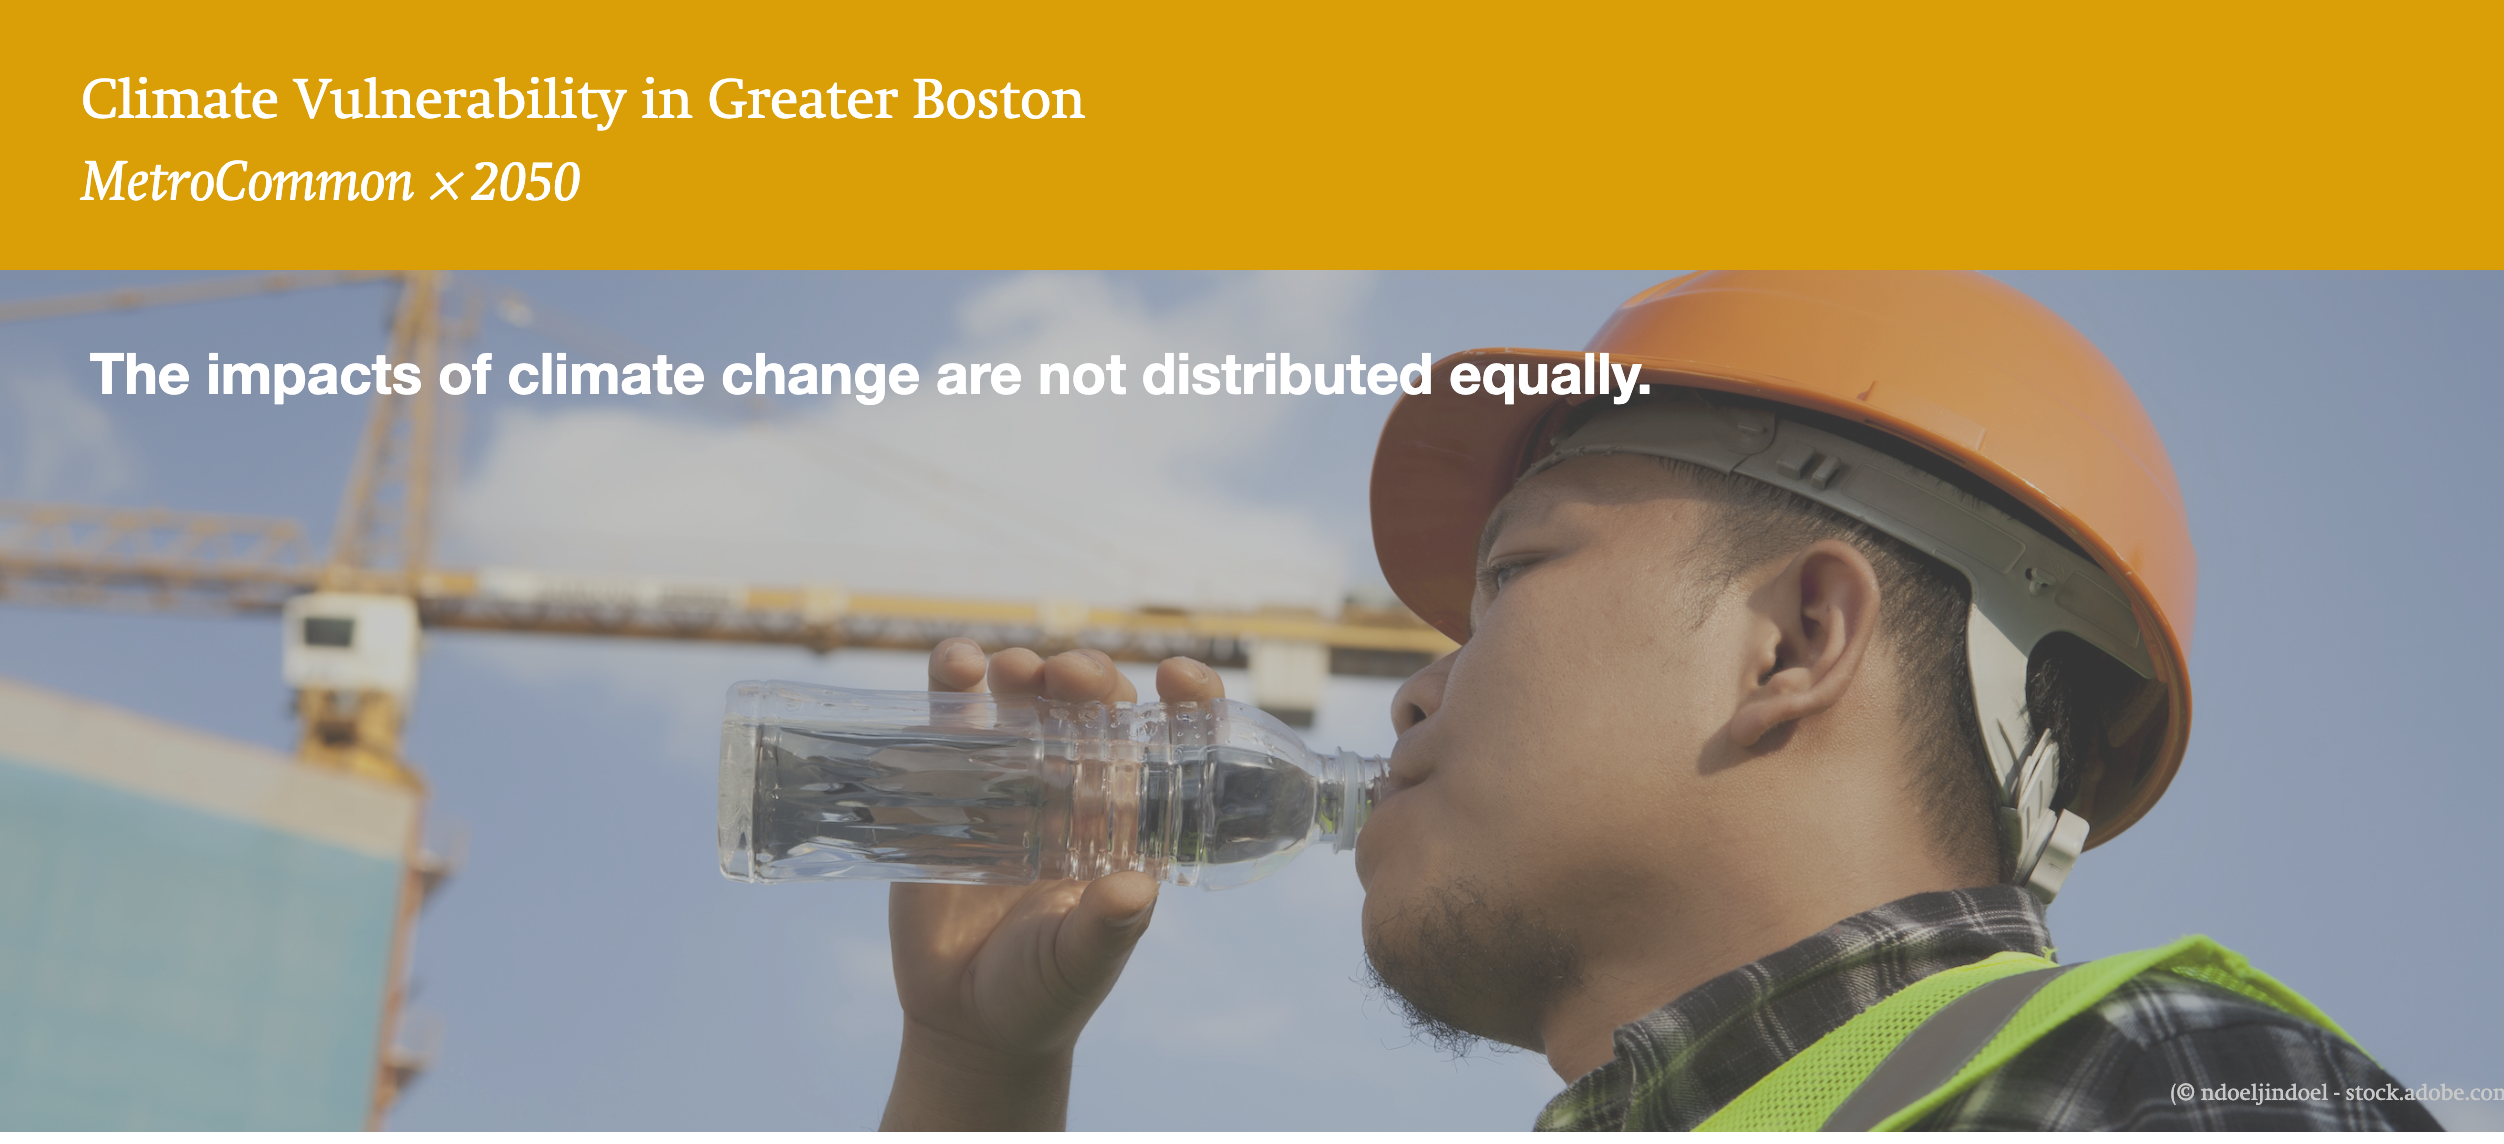 Climate Vulnerability in Greater Boston
MetroCommon × 2050
The impacts of climate change are not distributed equally.
(© ndoeljindoel - stock.adobe.com